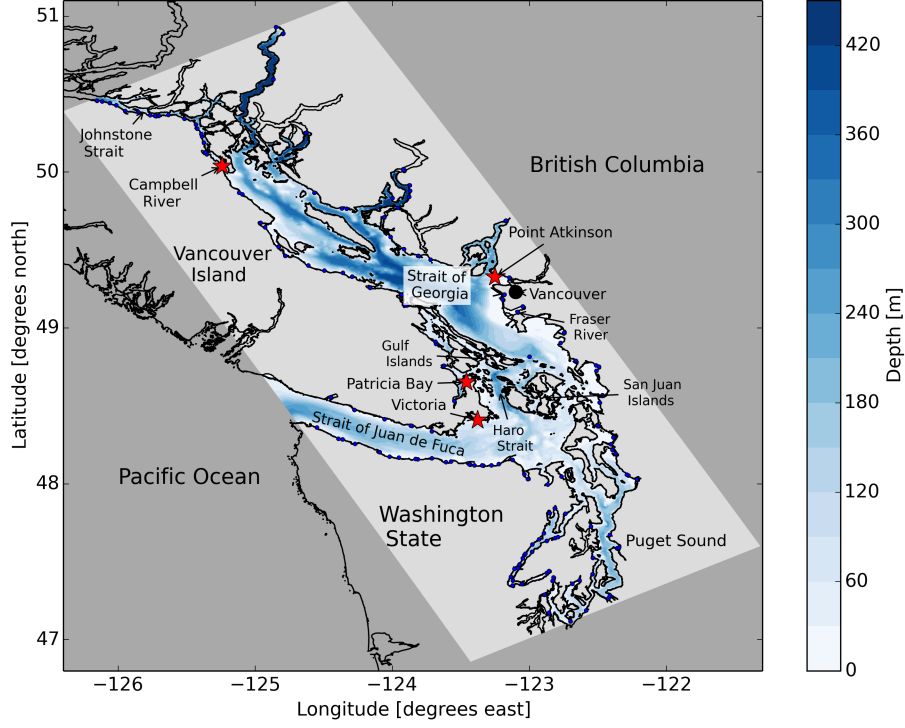 51
50
49
48
47
Latitude [degrees north]
Johnstone
Strait
British Columbia
Campbell
River
Point Atkinson
Vancouver
Island
Strait of
Georgia
Vancouver
Fraser
River
Gulf
Islands
Patricia Bay
San Juan
Islands
Victoria
Haro
Strait
Strait of Juan de Fuca
Pacific Ocean
Washington
State
Puget Sound
−126
−125
−124
−123
−122
Longitude [degrees east]
420
360
300
240
180
120
60
0
Depth [m]